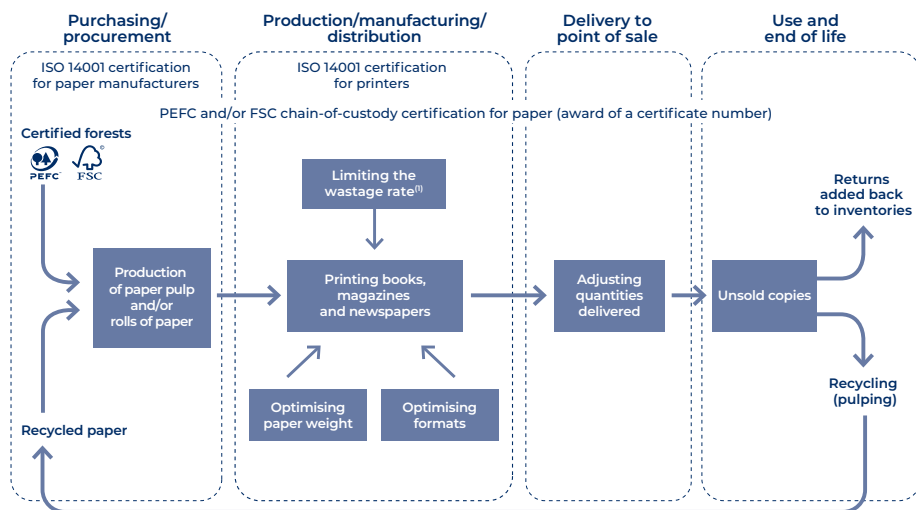 Purchasing/
procurement
Production/manufacturing/
distribution
Delivery to
point of sale
Use and
end of life
ISO 14001 certification
for paper manufacturers
ISO 14001 certification
for printers
PEFC and/or FSC chain-of-custody certification for paper (award of a certificate number)
Certified forests
PEFC
FSC
Limiting the
wastage rate(1)
Returns
added back
to inventories
Production
of paper pulp
and/or
rolls of paper
Printing books,
magazines
and newspapers
Adjusting
quantities
delivered
Unsold copies
Optimising
paper weight
Optimising
formats
Recycling
(pulping)
Recycled paper